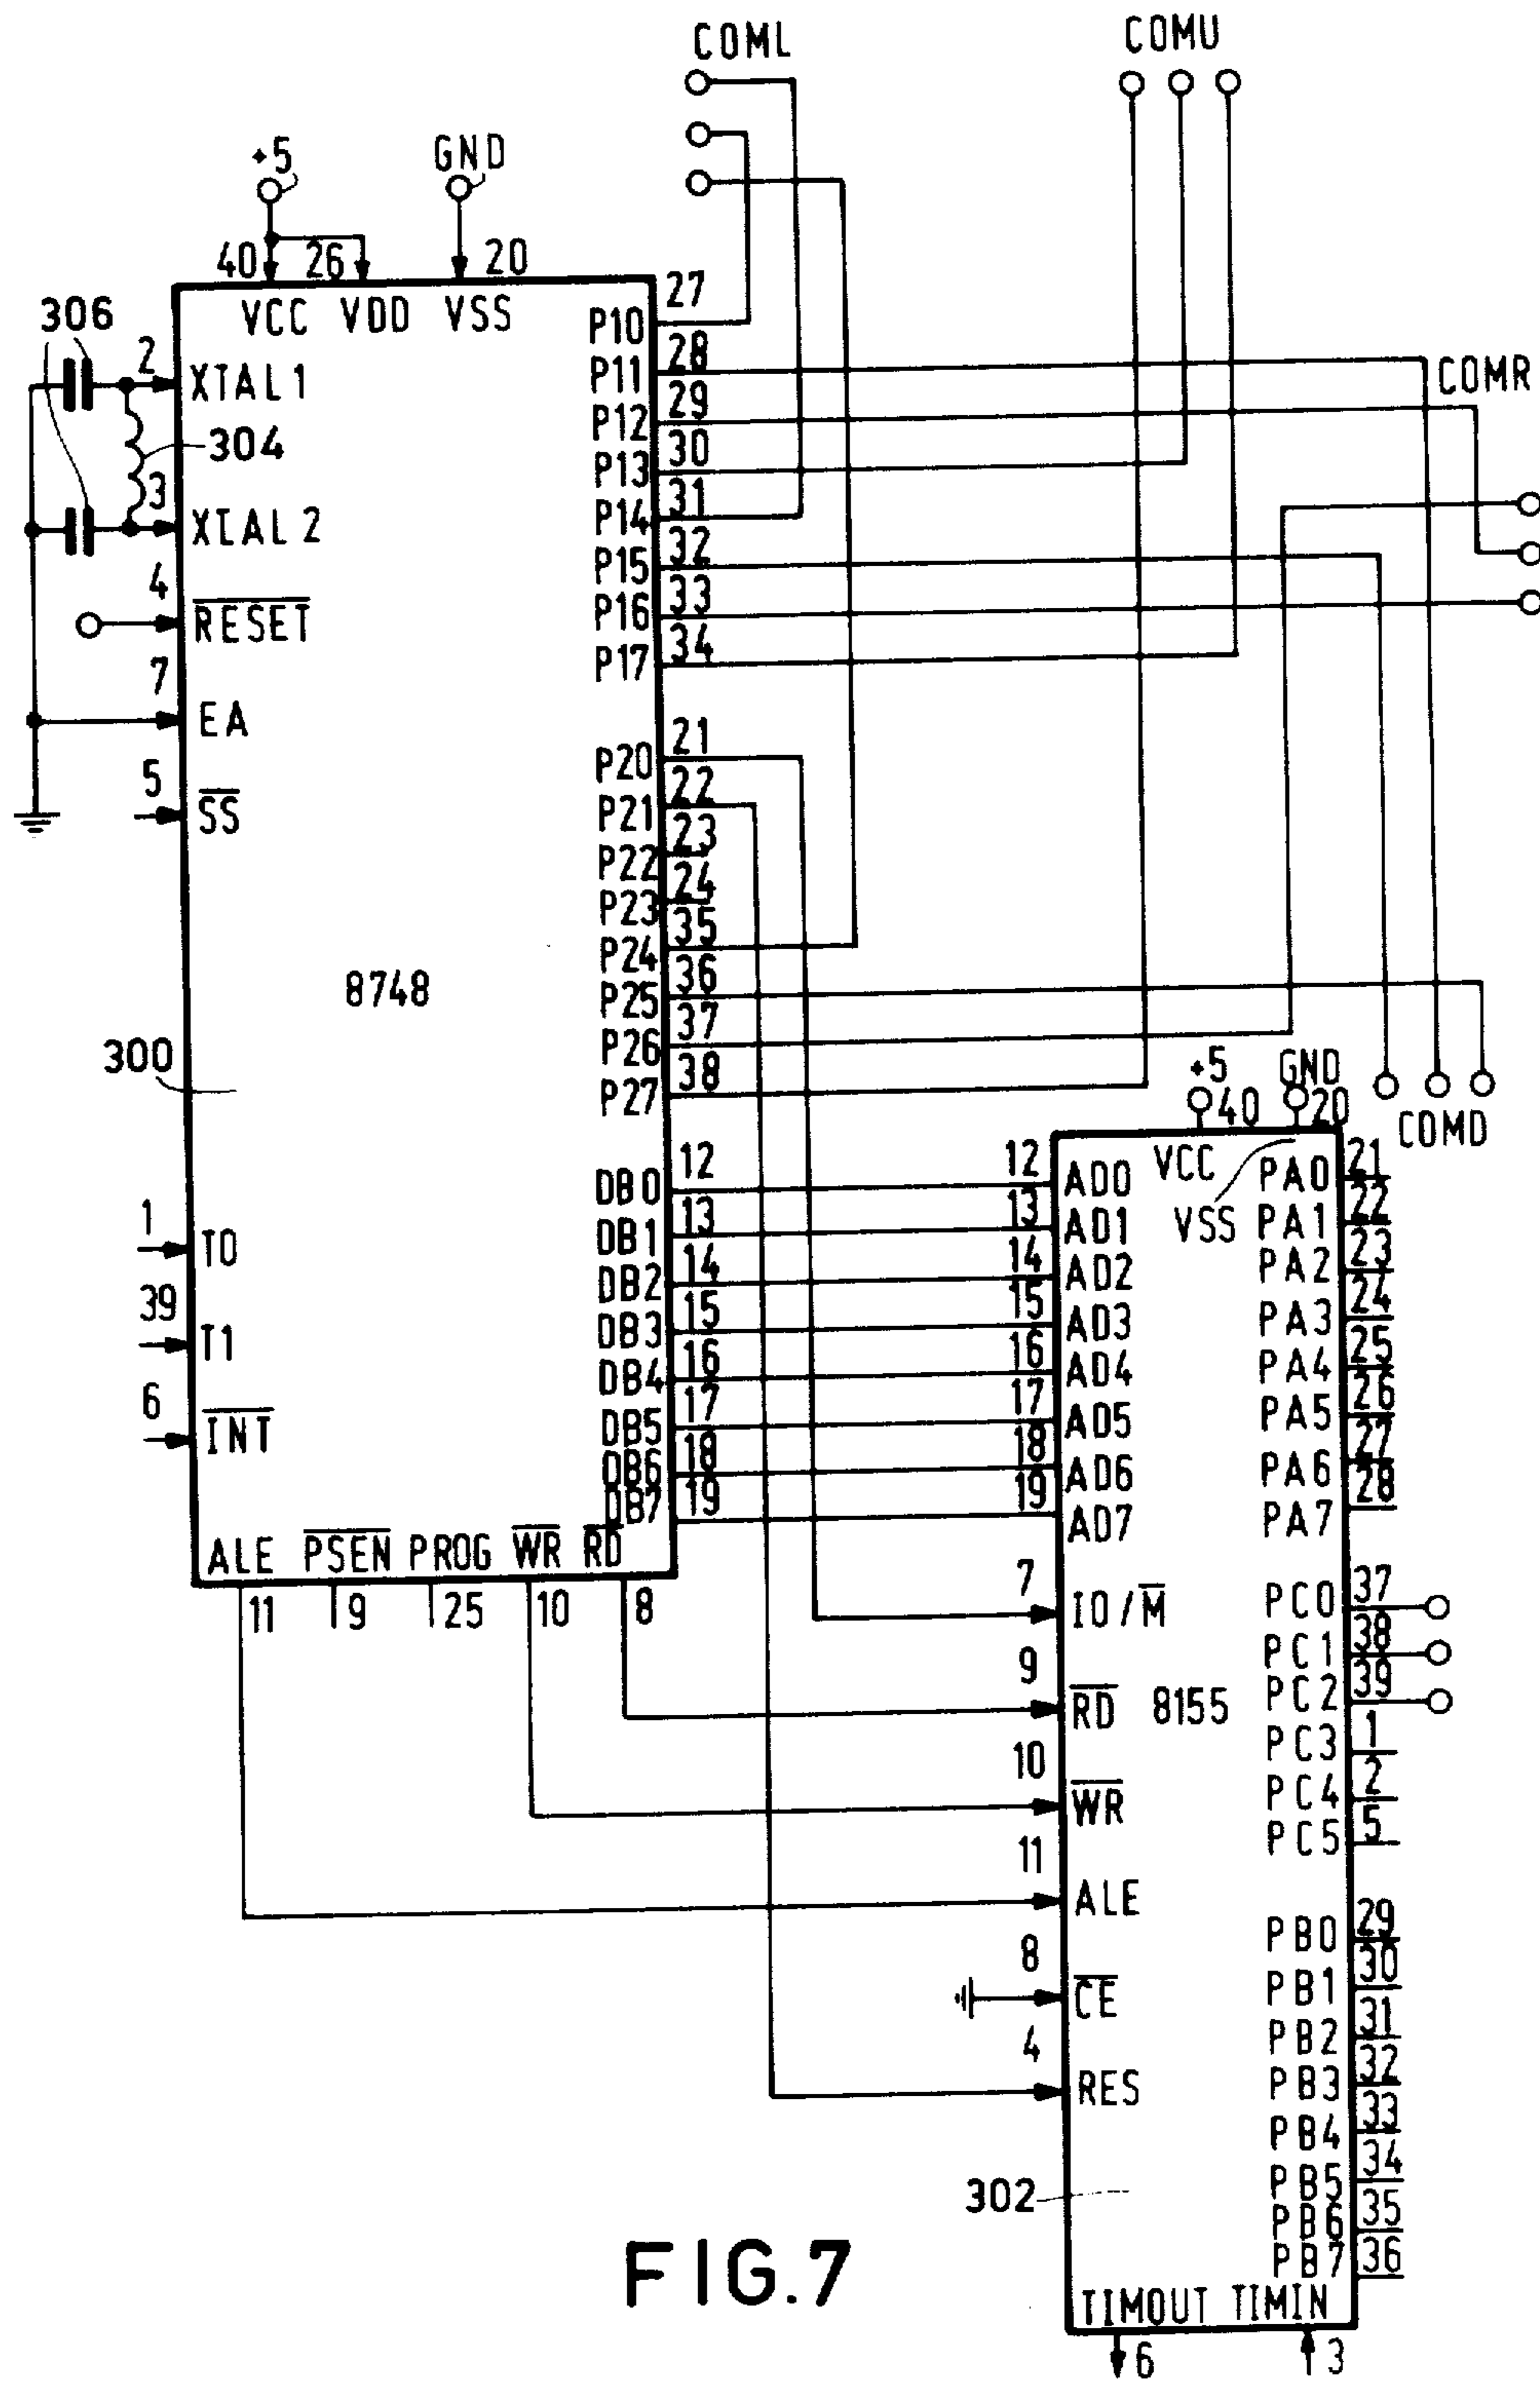 COML
COMU
+5
GND
40
26
20
VCC VDD VSS
306
2
XTAL1
304
3
XTAL 2
4
RESET
7
EA
5
SS
8748
300
1
T0
39
T1
6
INT
ALE PSEN PROG WR RD
11
9
25
10
8
27
P10
28
P11
29
P12
30
P13
31
P14
32
P15
33
P16
34
P17
21
P20
22
P21
23
P22
24
P23
35
P24
36
P25
37
P26
38
P27
12
DB0
13
DB1
14
DB2
15
DB3
16
DB4
17
DB5
18
DB6
19
DB7
COMR
COMD
+5
GND
40
20
VCC
VSS
12
AD0
13
AD1
14
AD2
15
AD3
16
AD4
17
AD5
18
AD6
19
AD7
7
IO/M
9
RD
8155
10
WR
11
ALE
8
CE
4
RES
302
21
PA0
22
PA1
23
PA2
24
PA3
25
PA4
26
PA5
27
PA6
28
PA7
37
PC0
38
PC1
39
PC2
1
PC3
2
PC4
5
PC5
29
PB0
30
PB1
31
PB2
32
PB3
33
PB4
34
PB5
35
PB6
36
PB7
TIMOUT TIMIN
6
3
FIG.7